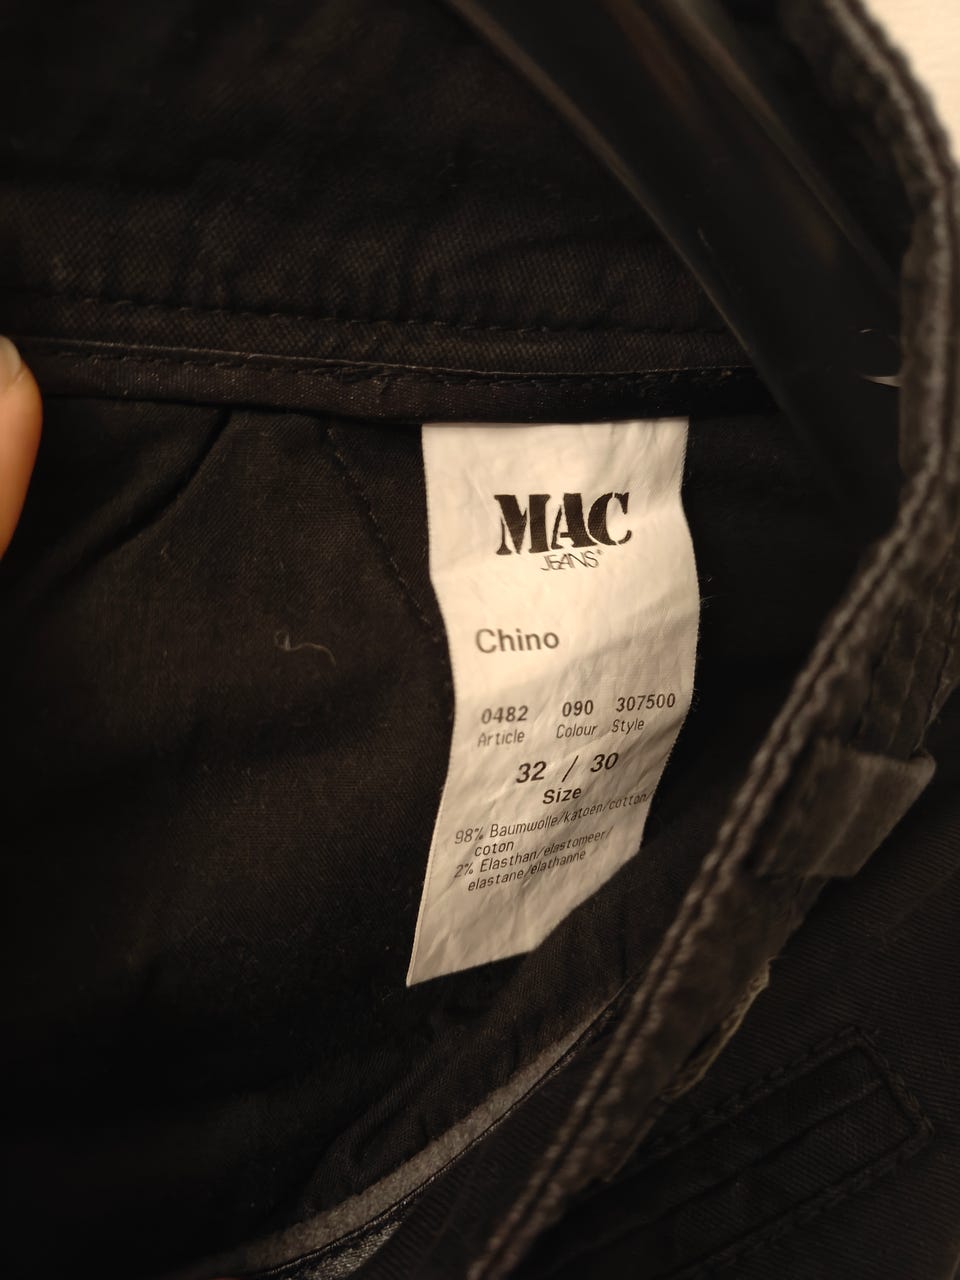 MAC
JEANS®
Chino
0482 090 307500
Article Colour Style
32 / 30
Size
98% Baumwolle/katoen/cotton/
coton
2% Elasthan/elastomeer/
elastane/élathanne